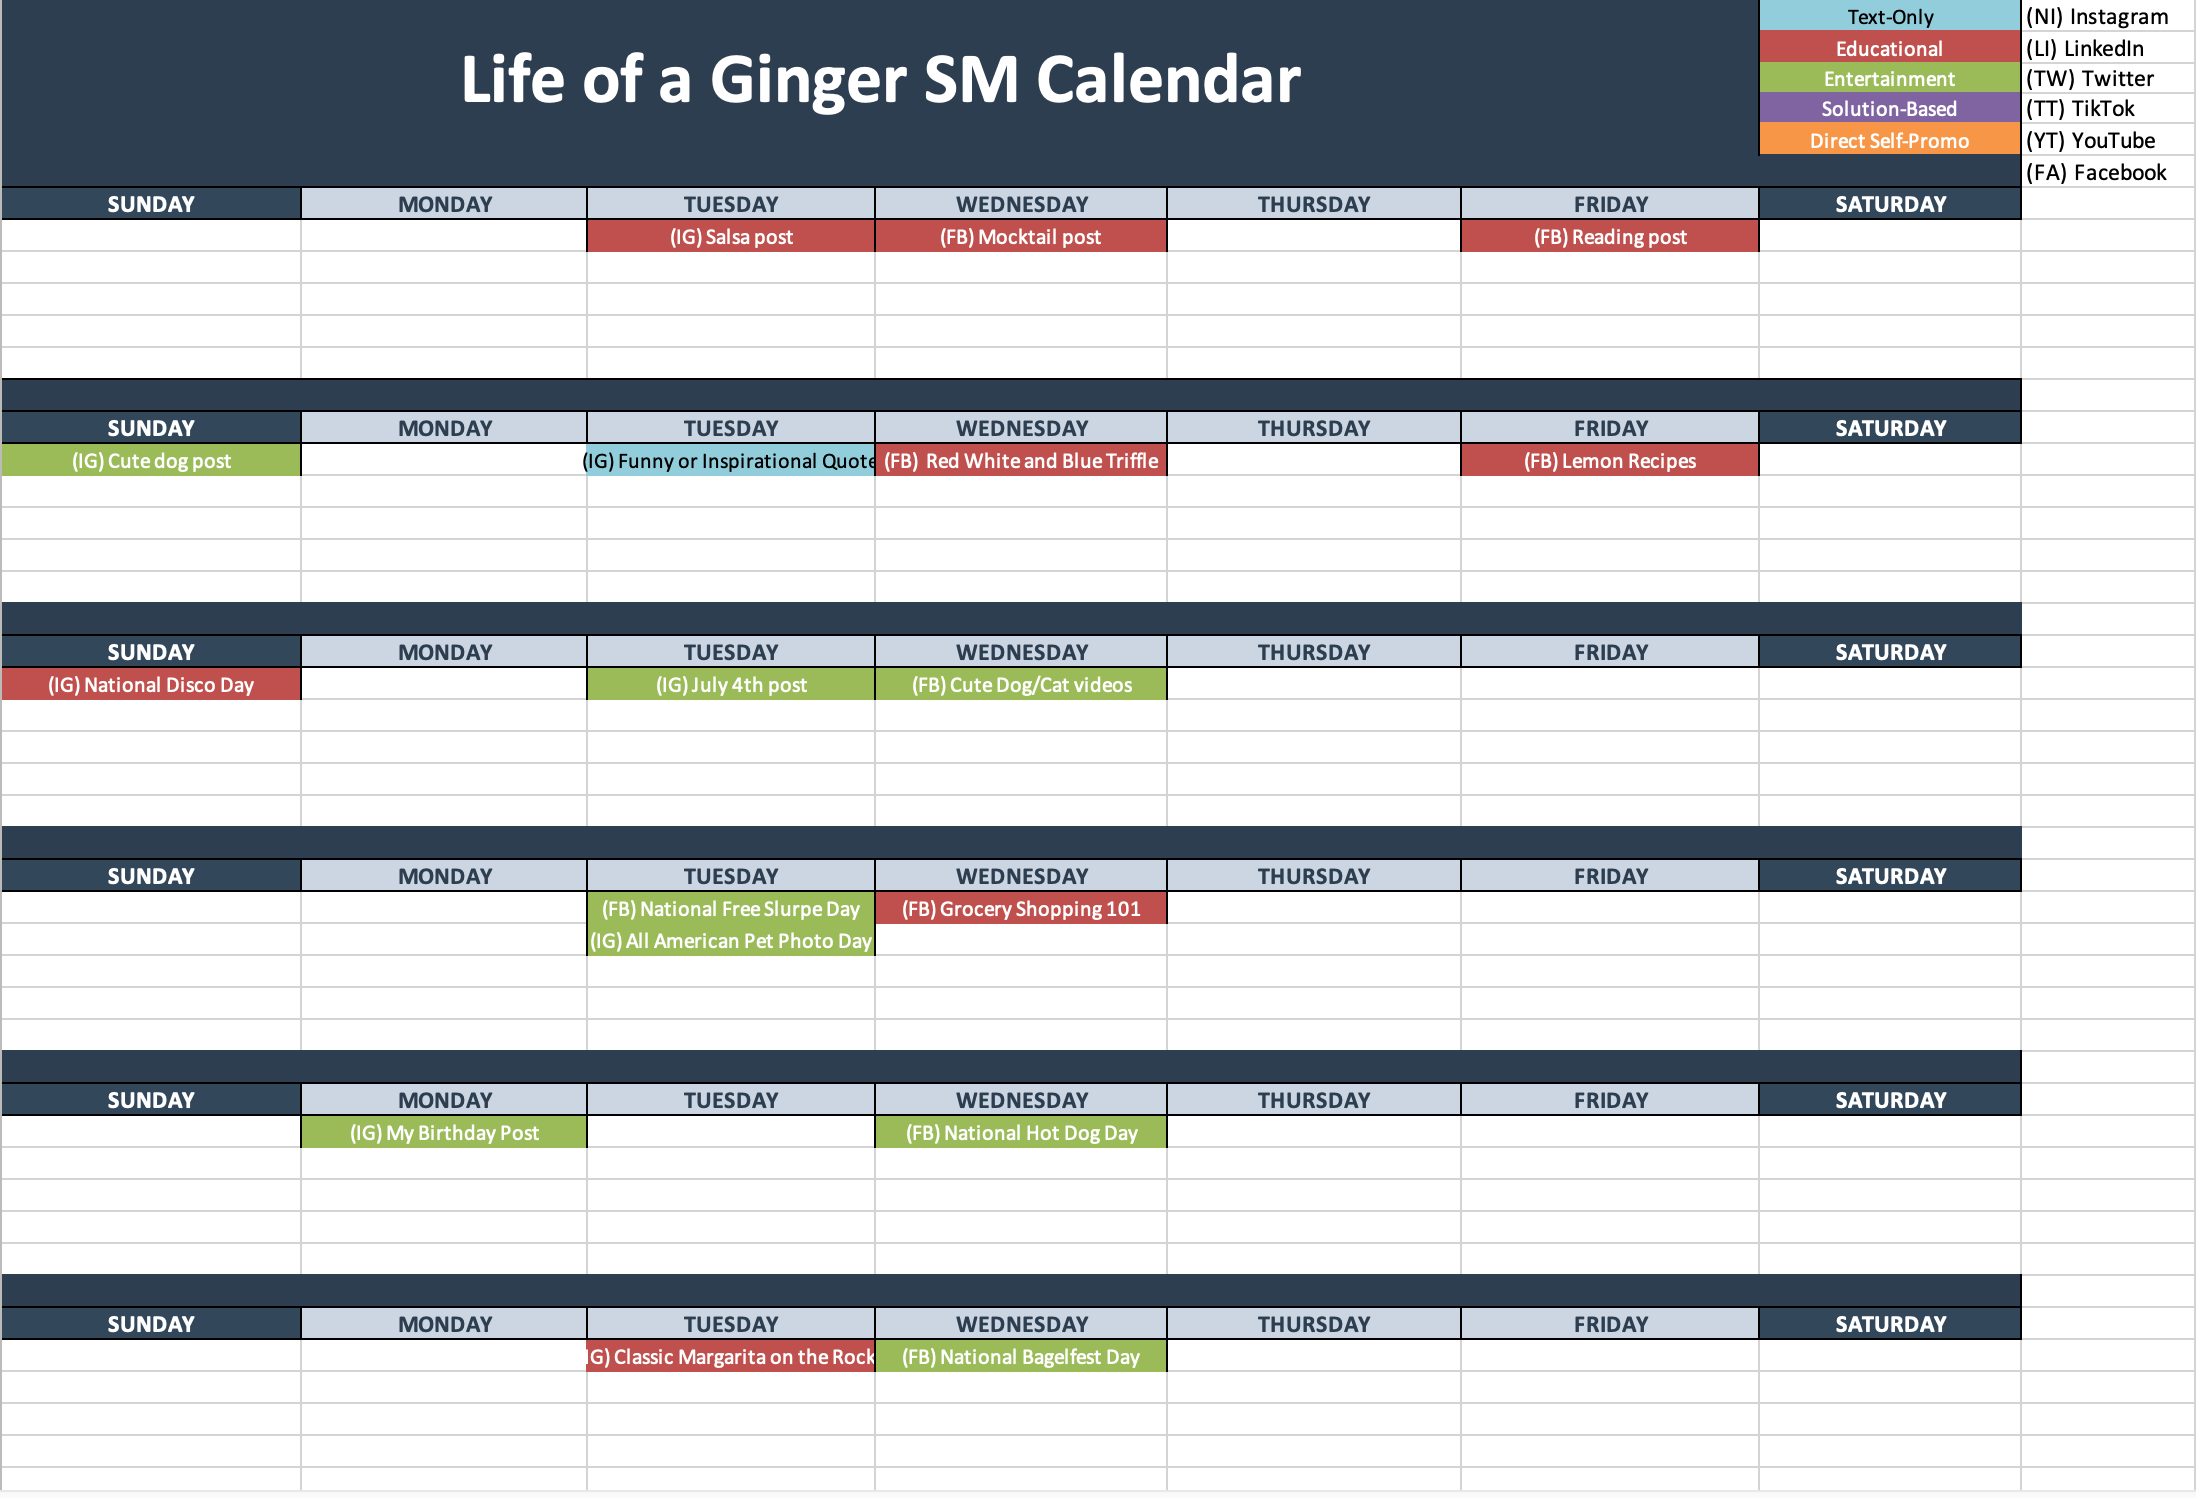 Life of a Ginger SM Calendar
Text-Only (NI) Instagram
Educational (LI) LinkedIn
Entertainment (TW) Twitter
Solution-Based (TT) TikTok
Direct Self-Promo (YT) YouTube
(FA) Facebook
SUNDAY MONDAY TUESDAY WEDNESDAY THURSDAY FRIDAY SATURDAY
(IG) Salsa post (FB) Mocktail post (FB) Reading post
SUNDAY MONDAY TUESDAY WEDNESDAY THURSDAY FRIDAY SATURDAY
(IG) Cute dog post (IG) Funny or Inspirational Quote (FB) Red White and Blue Triffle (FB) Lemon Recipes
SUNDAY MONDAY TUESDAY WEDNESDAY THURSDAY FRIDAY SATURDAY
(IG) National Disco Day (IG) July 4th post (FB) Cute Dog/Cat videos
SUNDAY MONDAY TUESDAY WEDNESDAY THURSDAY FRIDAY SATURDAY
(FB) National Free Slurpe Day (FB) Grocery Shopping 101
(IG) All American Pet Photo Day
SUNDAY MONDAY TUESDAY WEDNESDAY THURSDAY FRIDAY SATURDAY
(IG) My Birthday Post (FB) National Hot Dog Day
SUNDAY MONDAY TUESDAY WEDNESDAY THURSDAY FRIDAY SATURDAY
IG) Classic Margarita on the Rock (FB) National Bagelfest Day